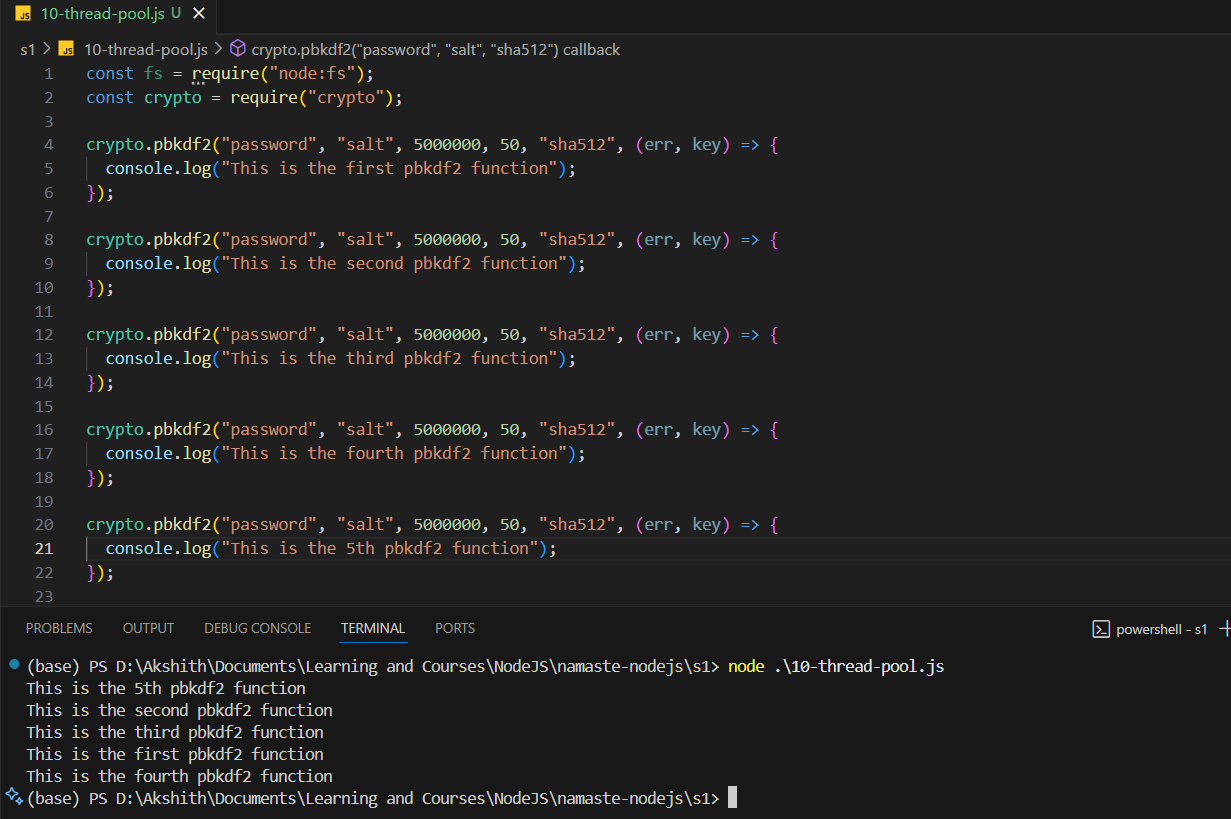 JS 10-thread-pool.js U ×
s1 > JS 10-thread-pool.js > crypto.pbkdf2("password", "salt", "sha512") callback
1 const fs = require("node:fs");
2 const crypto = require("crypto");
3
4 crypto.pbkdf2("password", "salt", 5000000, 50, "sha512", (err, key) => {
5 console.log("This is the first pbkdf2 function");
6 });
7
8 crypto.pbkdf2("password", "salt", 5000000, 50, "sha512", (err, key) => {
9 console.log("This is the second pbkdf2 function");
10 });
11
12 crypto.pbkdf2("password", "salt", 5000000, 50, "sha512", (err, key) => {
13 console.log("This is the third pbkdf2 function");
14 });
15
16 crypto.pbkdf2("password", "salt", 5000000, 50, "sha512", (err, key) => {
17 console.log("This is the fourth pbkdf2 function");
18 });
19
20 crypto.pbkdf2("password", "salt", 5000000, 50, "sha512", (err, key) => {
21 console.log("This is the 5th pbkdf2 function");
22 });
23
PROBLEMS OUTPUT DEBUG CONSOLE TERMINAL PORTS powershell - s1 +
(base) PS D:\Akshith\Documents\Learning and Courses\NodeJS\namaste-nodejs\s1> node .\10-thread-pool.js
This is the 5th pbkdf2 function
This is the second pbkdf2 function
This is the third pbkdf2 function
This is the first pbkdf2 function
This is the fourth pbkdf2 function
(base) PS D:\Akshith\Documents\Learning and Courses\NodeJS\namaste-nodejs\s1>